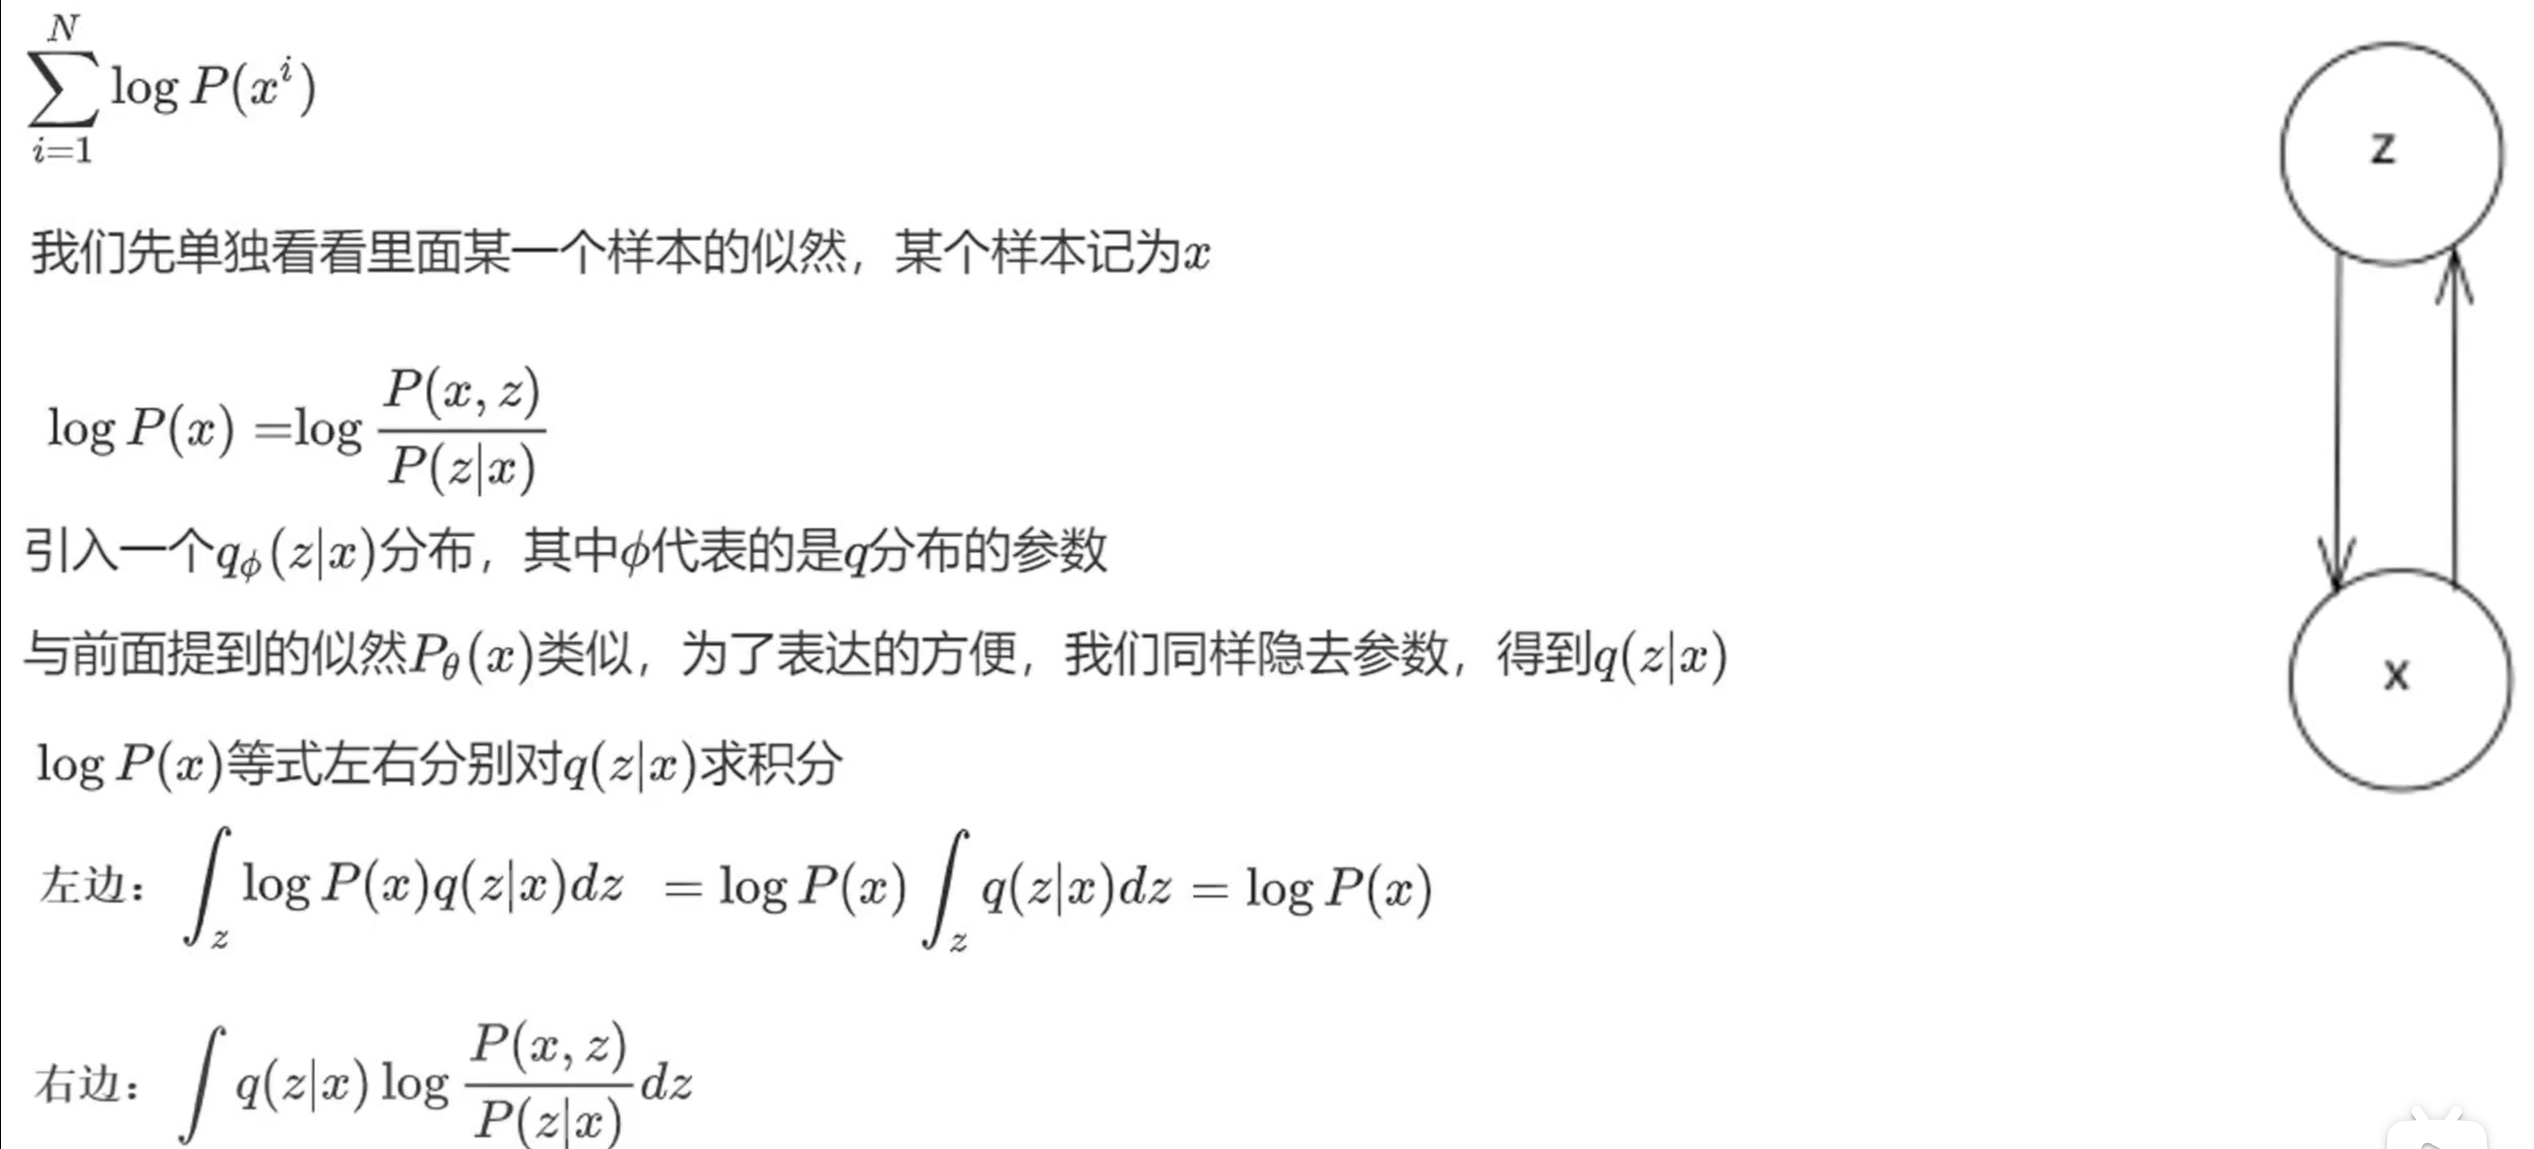 $\sum_{i=1}^{N} \log P(x^i)$
我们先单独看看里面某一个样本的似然，某个样本记为$x$
$\log P(x) = \log \frac{P(x, z)}{P(z|x)}$
引入一个$q_\phi(z|x)$分布，其中$\phi$代表的是$q$分布的参数
与前面提到的似然$P_\theta(x)$类似，为了表达的方便，我们同样隐去参数，得到$q(z|x)$
$\log P(x)$等式左右分别对$q(z|x)$求积分
左边：$\int_z \log P(x) q(z|x) dz = \log P(x) \int_z q(z|x) dz = \log P(x)$
右边：$\int q(z|x) \log \frac{P(x, z)}{P(z|x)} dz$
z
x